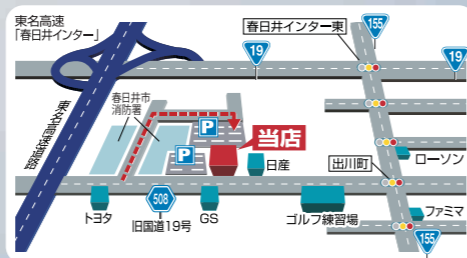 東名高速
「春日井インター」
春日井インター東
155
19
19
春日井市
消防署
東名高速道路
P
当店
P
日産
ローソン
出川町
トヨタ
508
旧国道19号
GS
ゴルフ練習場
ファミマ
155